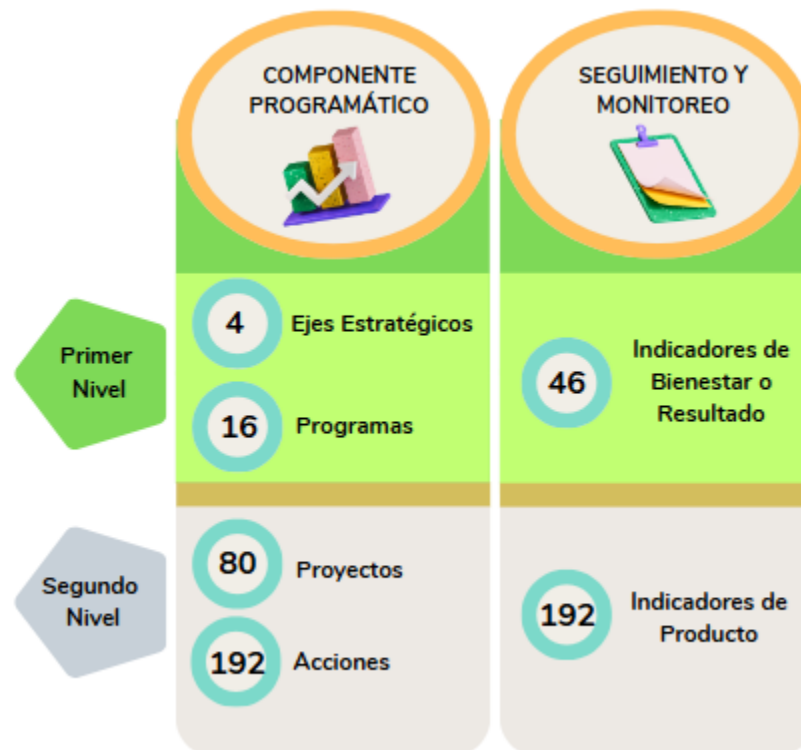 COMPONENTE
PROGRAMÁTICO
SEGUIMIENTO Y
MONITOREO
Primer
Nivel
4
Ejes Estratégicos
16
Programas
46
Indicadores de
Bienestar o
Resultado
Segundo
Nivel
80
Proyectos
192
Acciones
192
Indicadores de
Producto